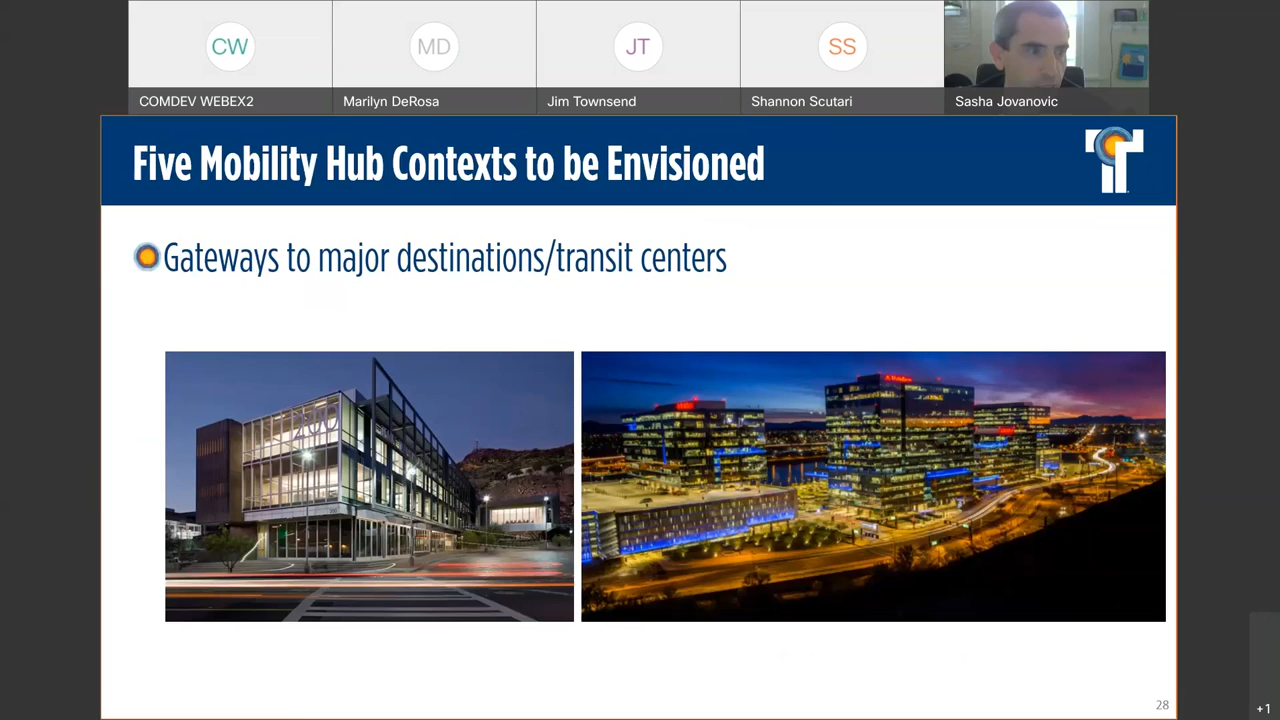 CW
MD
JT
SS
COMDEV WEBEX2
Marilyn DeRosa
Jim Townsend
Shannon Scutari
Sasha Jovanovic
Five Mobility Hub Contexts to be Envisioned
Gateways to major destinations/transit centers
28
+1